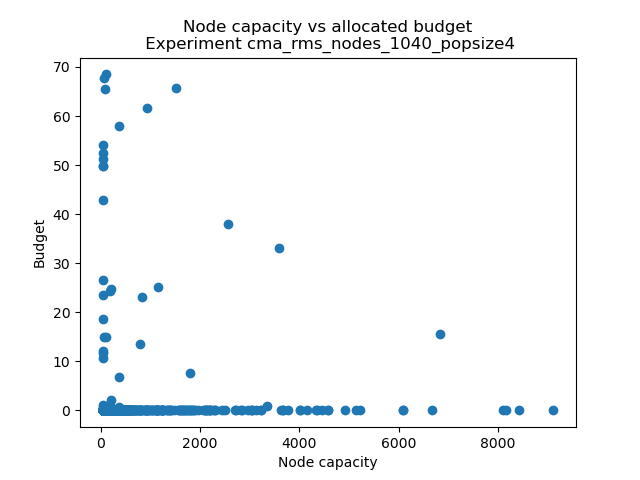 Node capacity vs allocated budget
Experiment cma_rms_nodes_1040_popsize4
70
60
50
40
30
20
10
0
Budget
0 2000 4000 6000 8000
Node capacity